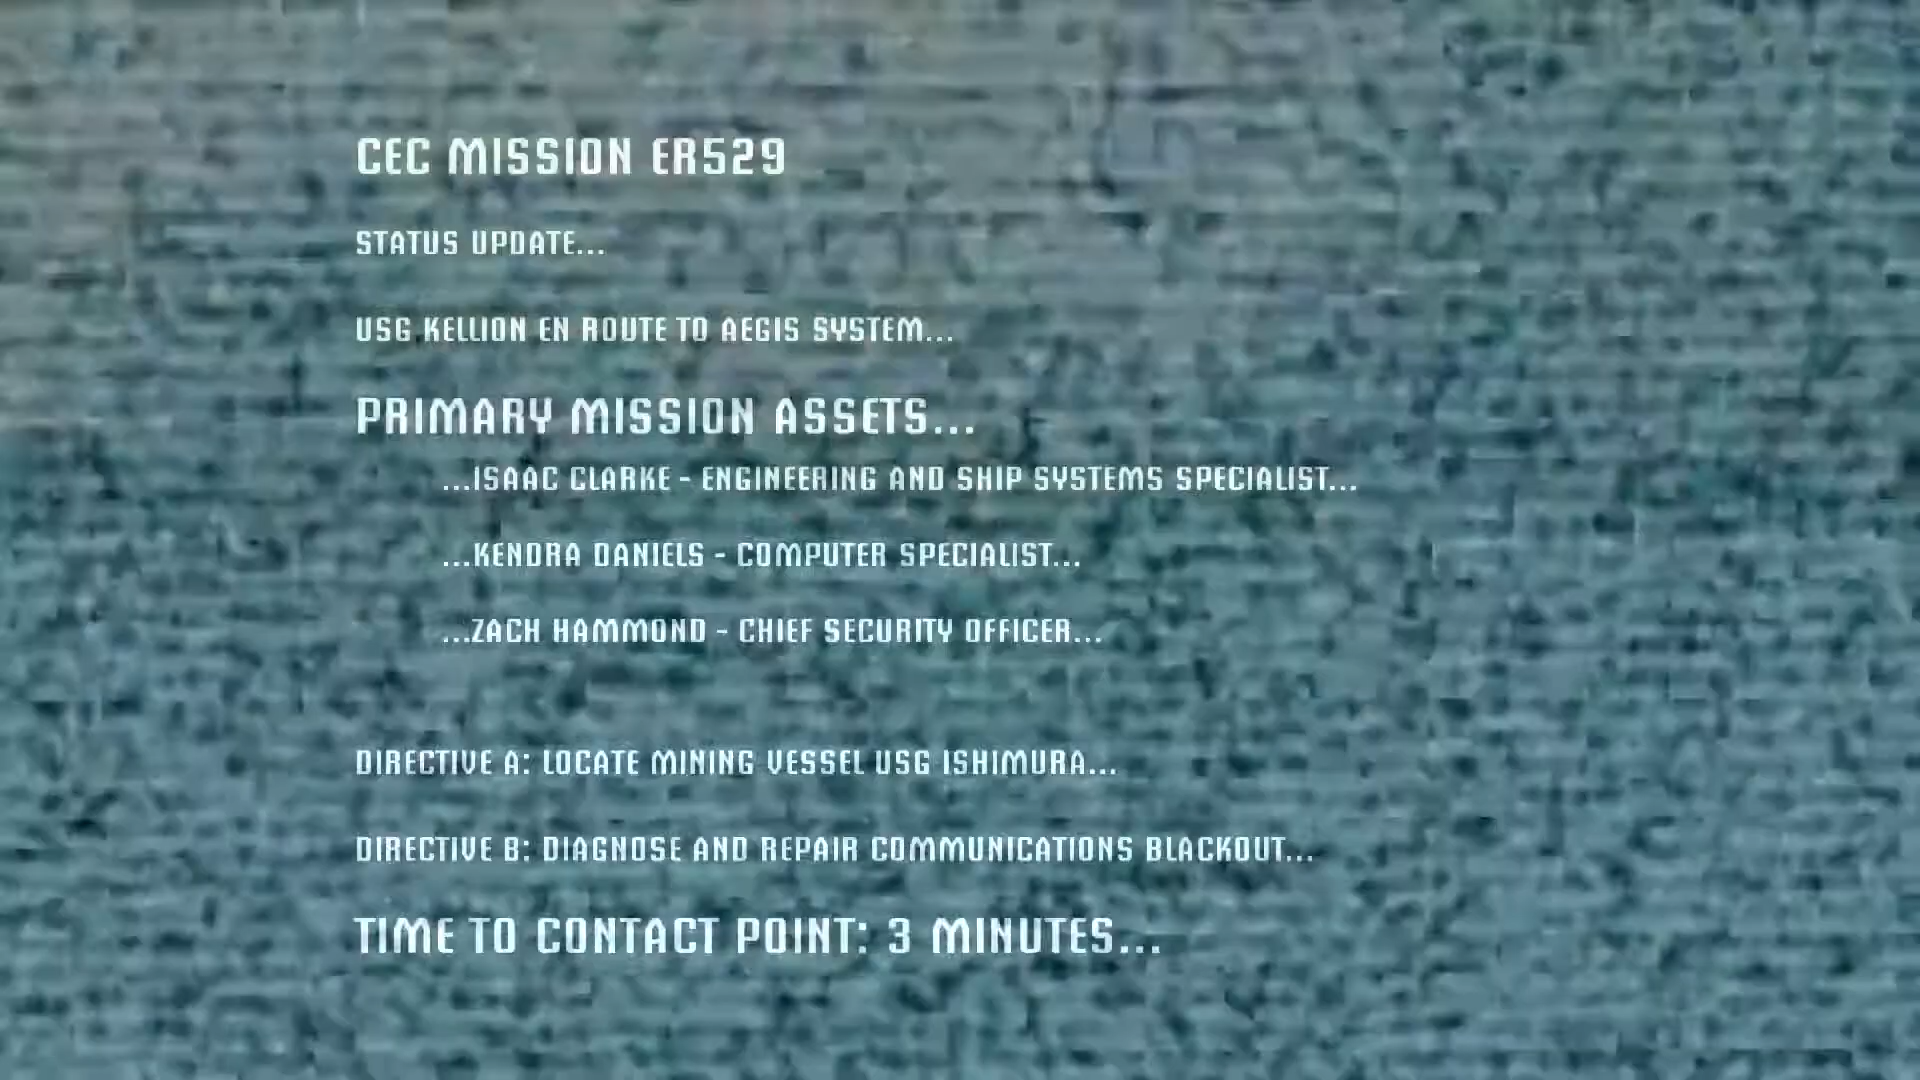 CEC MISSION ER529
STATUS UPDATE...
USG KELLION EN ROUTE TO AEGIS SYSTEM...
PRIMARY MISSION ASSETS...
...ISAAC CLARKE - ENGINEERING AND SHIP SYSTEMS SPECIALIST...
...KENDRA DANIELS - COMPUTER SPECIALIST...
...ZACH HAMMOND - CHIEF SECURITY OFFICER...
DIRECTIVE A: LOCATE MINING VESSEL USG ISHIMURA...
DIRECTIVE B: DIAGNOSE AND REPAIR COMMUNICATIONS BLACKOUT...
TIME TO CONTACT POINT: 3 MINUTES...